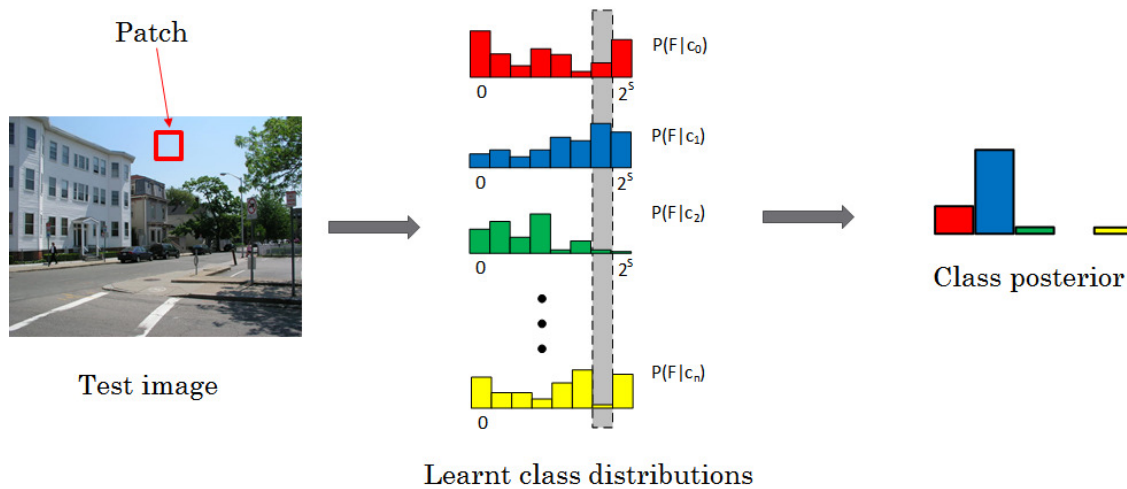 Patch
Test image
P(F|c₀)
0 2ˢ
P(F|c₁)
0 2ˢ
P(F|c₂)
0 2ˢ
P(F|cₙ)
0
Learnt class distributions
Class posterior